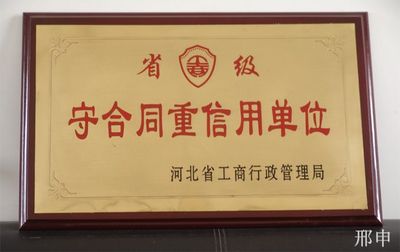 省 级
守合同重信用单位
河北省工商行政管理局
邢申